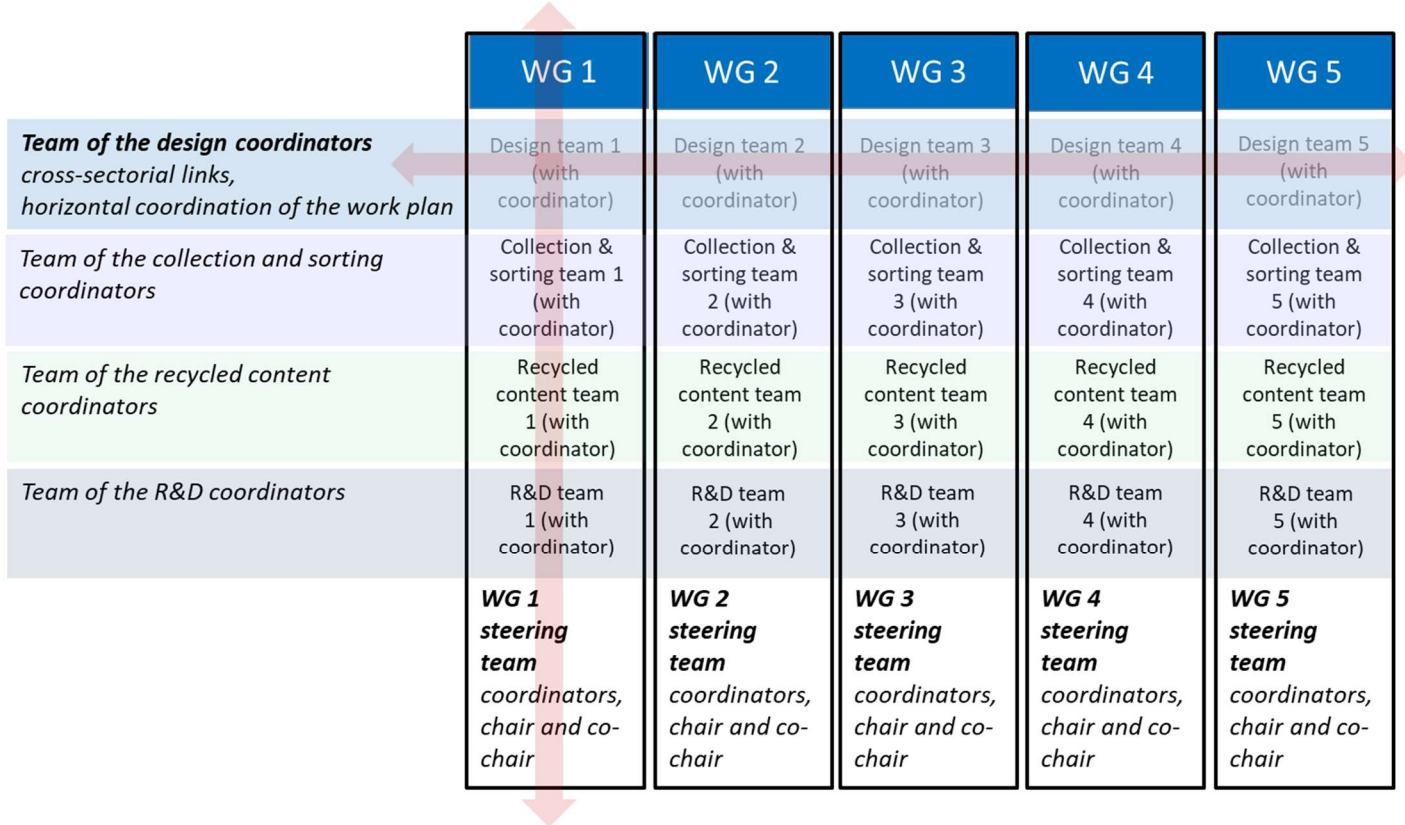 WG 1
WG 2
WG 3
WG 4
WG 5
Team of the design coordinators
cross-sectorial links,
horizontal coordination of the work plan
Design team 1
(with
coordinator)
Design team 2
(with
coordinator)
Design team 3
(with
coordinator)
Design team 4
(with
coordinator)
Design team 5
(with
coordinator)
Team of the collection and sorting
coordinators
Collection &
sorting team 1
(with
coordinator)
Collection &
sorting team
2 (with
coordinator)
Collection &
sorting team
3 (with
coordinator)
Collection &
sorting team
4 (with
coordinator)
Collection &
sorting team
5 (with
coordinator)
Team of the recycled content
coordinators
Recycled
content team
1 (with
coordinator)
Recycled
content team
2 (with
coordinator)
Recycled
content team
3 (with
coordinator)
Recycled
content team
4 (with
coordinator)
Recycled
content team
5 (with
coordinator)
Team of the R&D coordinators
R&D team
1 (with
coordinator)
R&D team
2 (with
coordinator)
R&D team
3 (with
coordinator)
R&D team
4 (with
coordinator)
R&D team
5 (with
coordinator)
WG 1
steering
team
coordinators,
chair and co-
chair
WG 2
steering
team
coordinators,
chair and co-
chair
WG 3
steering
team
coordinators,
chair and co-
chair
WG 4
steering
team
coordinators,
chair and co-
chair
WG 5
steering
team
coordinators,
chair and co-
chair